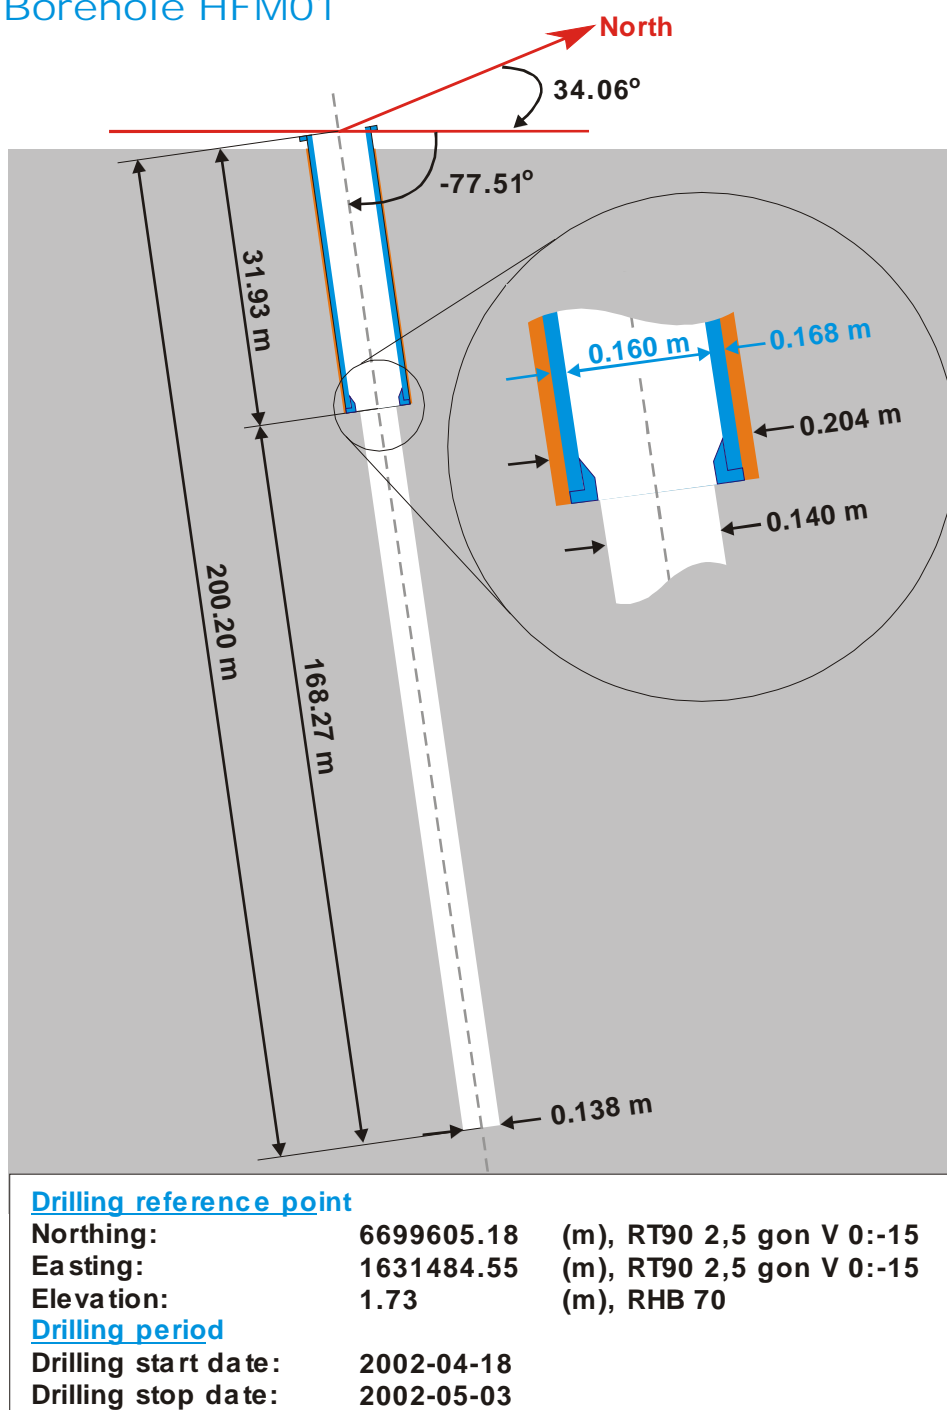 Borehole HFM01
North
34.06°
-77.51°
31.93 m
0.160 m
0.168 m
0.204 m
0.140 m
200.20 m
168.27 m
0.138 m
Drilling reference point
Northing: 6699605.18 (m), RT90 2,5 gon V 0:-15
Easting: 1631484.55 (m), RT90 2,5 gon V 0:-15
Elevation: 1.73 (m), RHB 70
Drilling period
Drilling start date: 2002-04-18
Drilling stop date: 2002-05-03